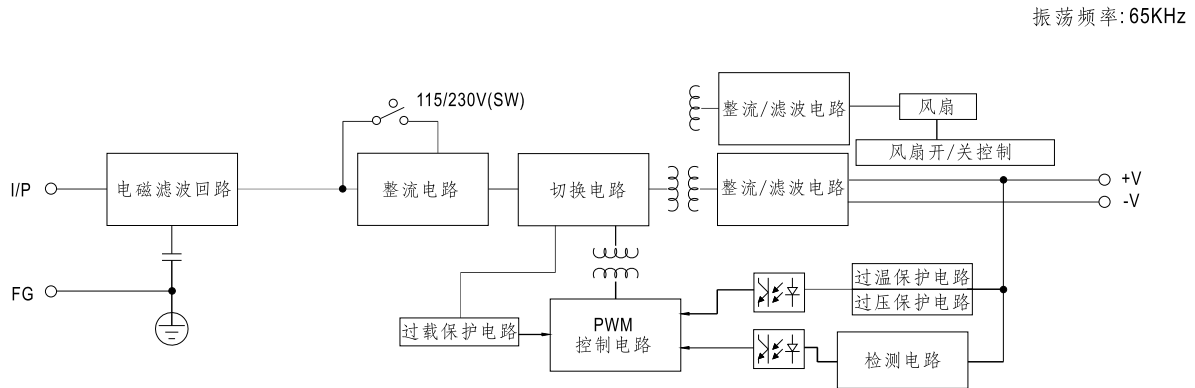 振荡频率: 65KHz
115/230V(SW)
整流/滤波电路
风扇
风扇开/关控制
I/P
电磁滤波回路
整流电路
切换电路
整流/滤波电路
+V
-V
FG
过载保护电路
PWM
控制电路
过温保护电路
过压保护电路
检测电路